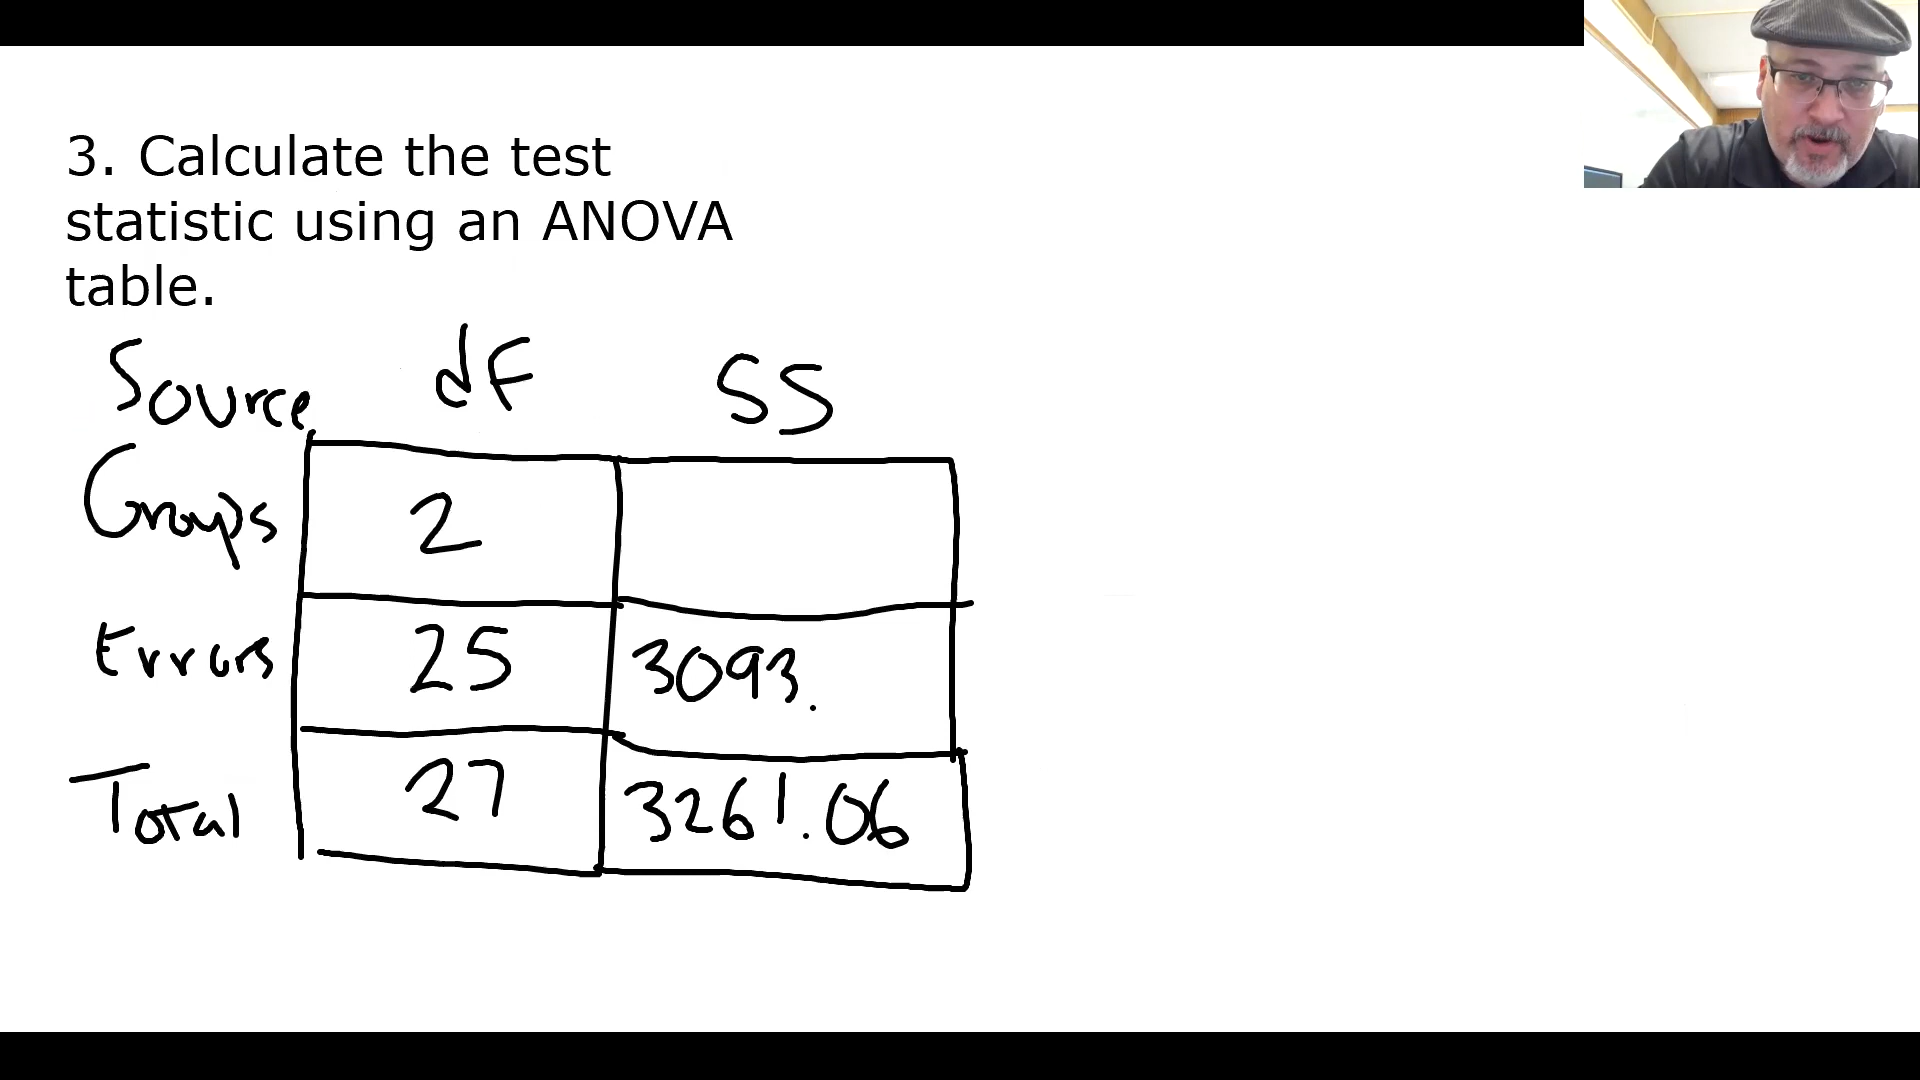 3. Calculate the test
statistic using an ANOVA
table.
Source df SS
Groups 2
Errors 25 3093.
Total 27 3261.06